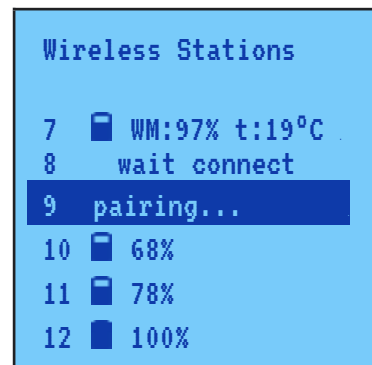 Wireless Stations
7 WM:97% t:19°C
8 wait connect
9 pairing...
10 68%
11 78%
12 100%